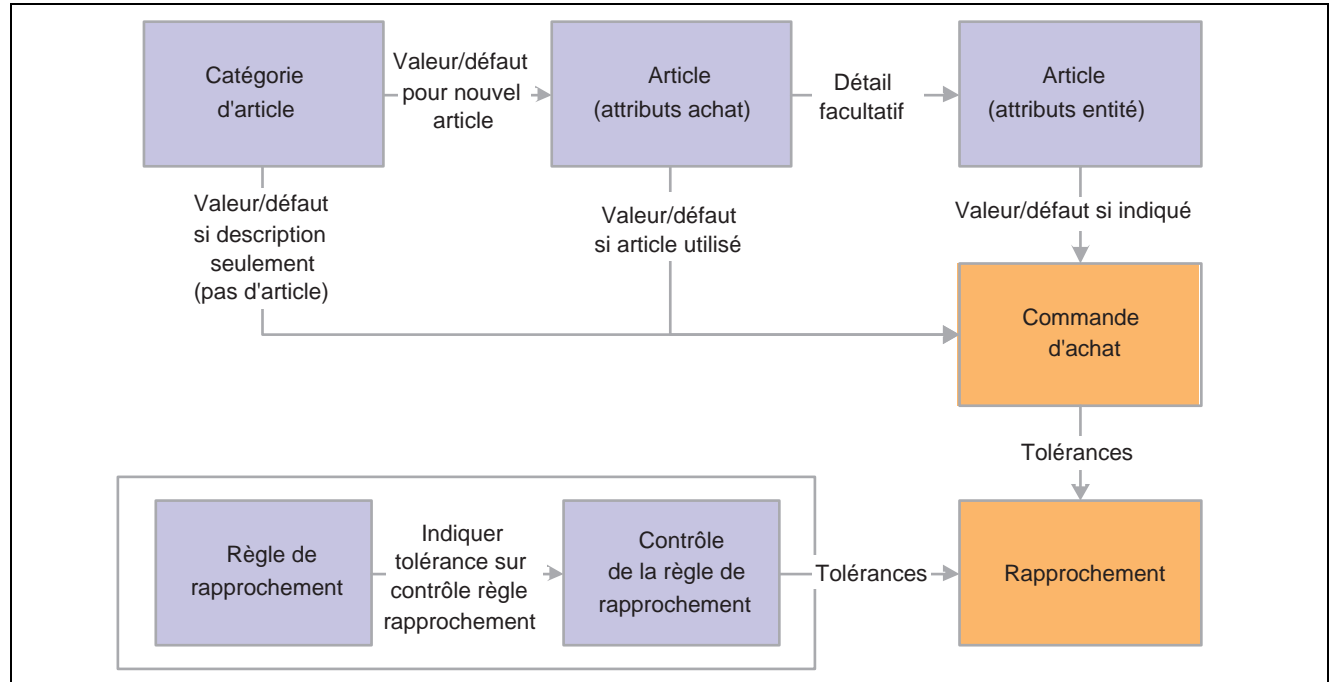 Catégorie
d'article
Valeur/défaut
pour nouvel
article
Article
(attributs achat)
Détail
facultatif
Article
(attributs entité)
Valeur/défaut
si description
seulement
(pas d'article)
Valeur/défaut
si article utilisé
Valeur/défaut si indiqué
Commande
d'achat
Tolérances
Règle de
rapprochement
Indiquer
tolérance sur
contrôle règle
rapprochement
Contrôle
de la règle de
rapprochement
Tolérances
Rapprochement